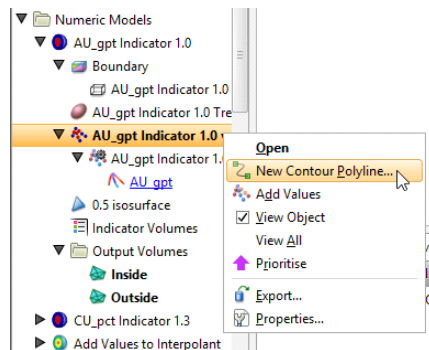 Numeric Models
AU_gpt Indicator 1.0
Boundary
AU_gpt Indicator 1.0
AU_gpt Indicator 1.0 Tre
AU_gpt Indicator 1.0 v
AU_gpt Indicator 1.
AU_gpt
0.5 isosurface
Indicator Volumes
Output Volumes
Inside
Outside
CU_pct Indicator 1.3
Add Values to Interpolant
Open
New Contour Polyline...
Add Values
View Object
View All
Prioritise
Export...
Properties...